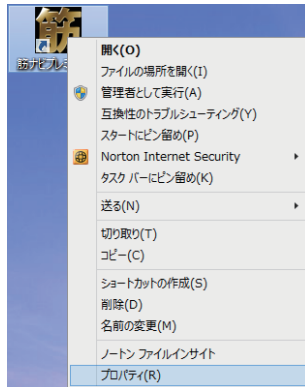 筋
筋ナビプレミ
開く(O)
ファイルの場所を開く(I)
管理者として実行(A)
互換性のトラブルシューティング(Y)
スタートにピン留め(P)
Norton Internet Security
タスク バーにピン留め(K)
送る(N)
切り取り(T)
コピー(C)
ショートカットの作成(S)
削除(D)
名前の変更(M)
ノートン ファイルインサイト
プロパティ(R)